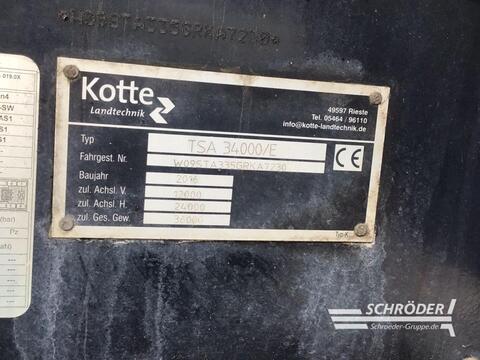 Kotte
Landtechnik
49597 Rieste
Tel. 05464 / 96110
info@kotte-landtechnik.de
Typ TSA 34000/E
Fahrgest. Nr. W09STA335GRKA7230
Baujahr 2016
zul. Achsl. V. 12000
zul. Achsl. H. 24000
zul. Ges. Gew. 36000
CE
SCHRÖDER
Schroeder-Gruppe.de